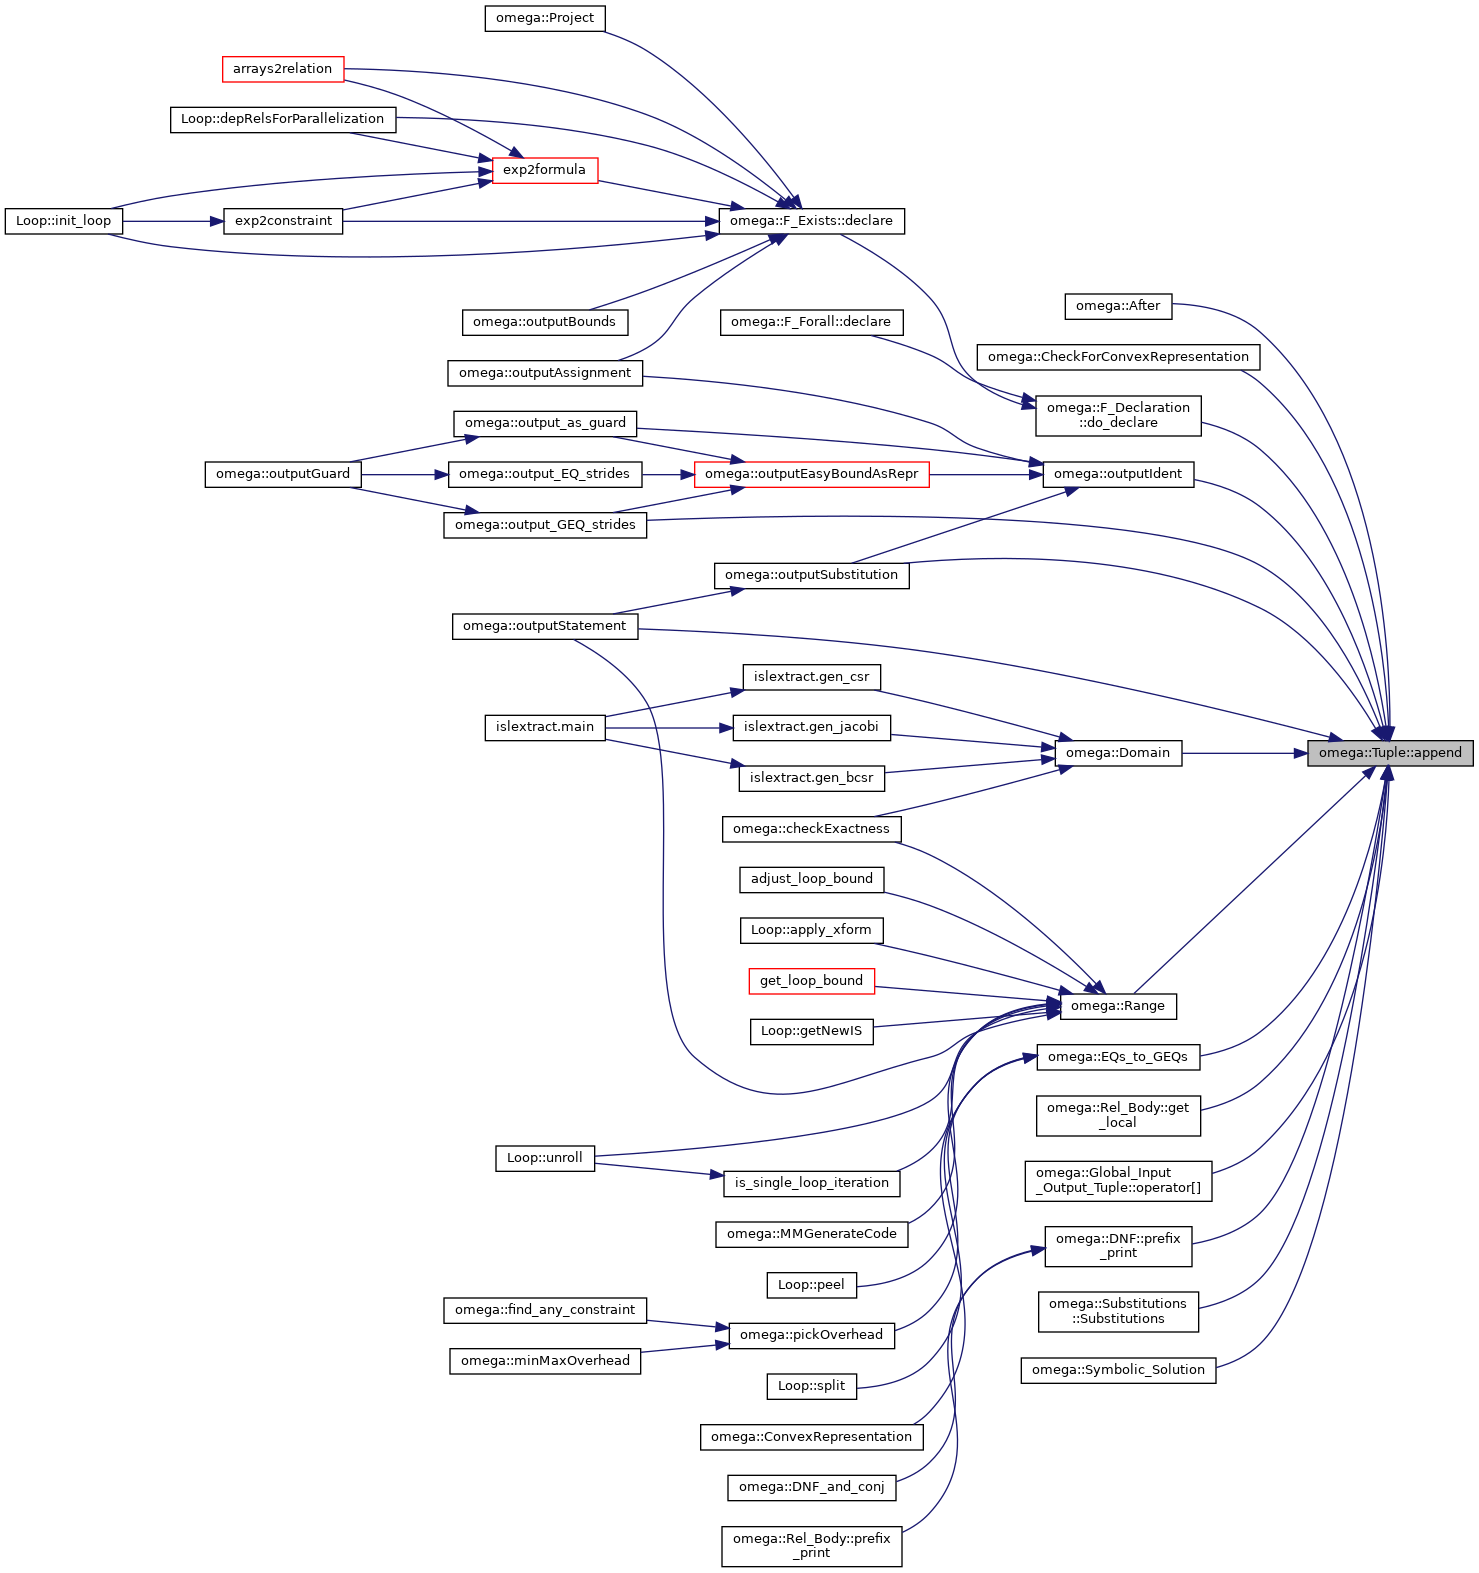 omega::Project
arrays2relation
Loop::depRelsForParallelization
exp2formula
Loop::init_loop
exp2constraint
omega::F_Exists::declare
omega::After
omega::outputBounds
omega::F_Forall::declare
omega::CheckForConvexRepresentation
omega::outputAssignment
omega::F_Declaration
::do_declare
omega::output_as_guard
omega::outputGuard
omega::output_EQ_strides
omega::outputEasyBoundAsRepr
omega::outputIdent
omega::output_GEQ_strides
omega::outputSubstitution
omega::outputStatement
islextract.gen_csr
islextract.main
islextract.gen_jacobi
omega::Domain
omega::Tuple::append
islextract.gen_bcsr
omega::checkExactness
adjust_loop_bound
Loop::apply_xform
get_loop_bound
omega::Range
Loop::getNewIS
omega::EQs_to_GEQs
omega::Rel_Body::get
_local
Loop::unroll
is_single_loop_iteration
omega::Global_Input
_Output_Tuple::operator[]
omega::MMGenerateCode
omega::DNF::prefix
_print
Loop::peel
omega::find_any_constraint
omega::Substitutions
::Substitutions
omega::pickOverhead
omega::minMaxOverhead
omega::Symbolic_Solution
Loop::split
omega::ConvexRepresentation
omega::DNF_and_conj
omega::Rel_Body::prefix
_print